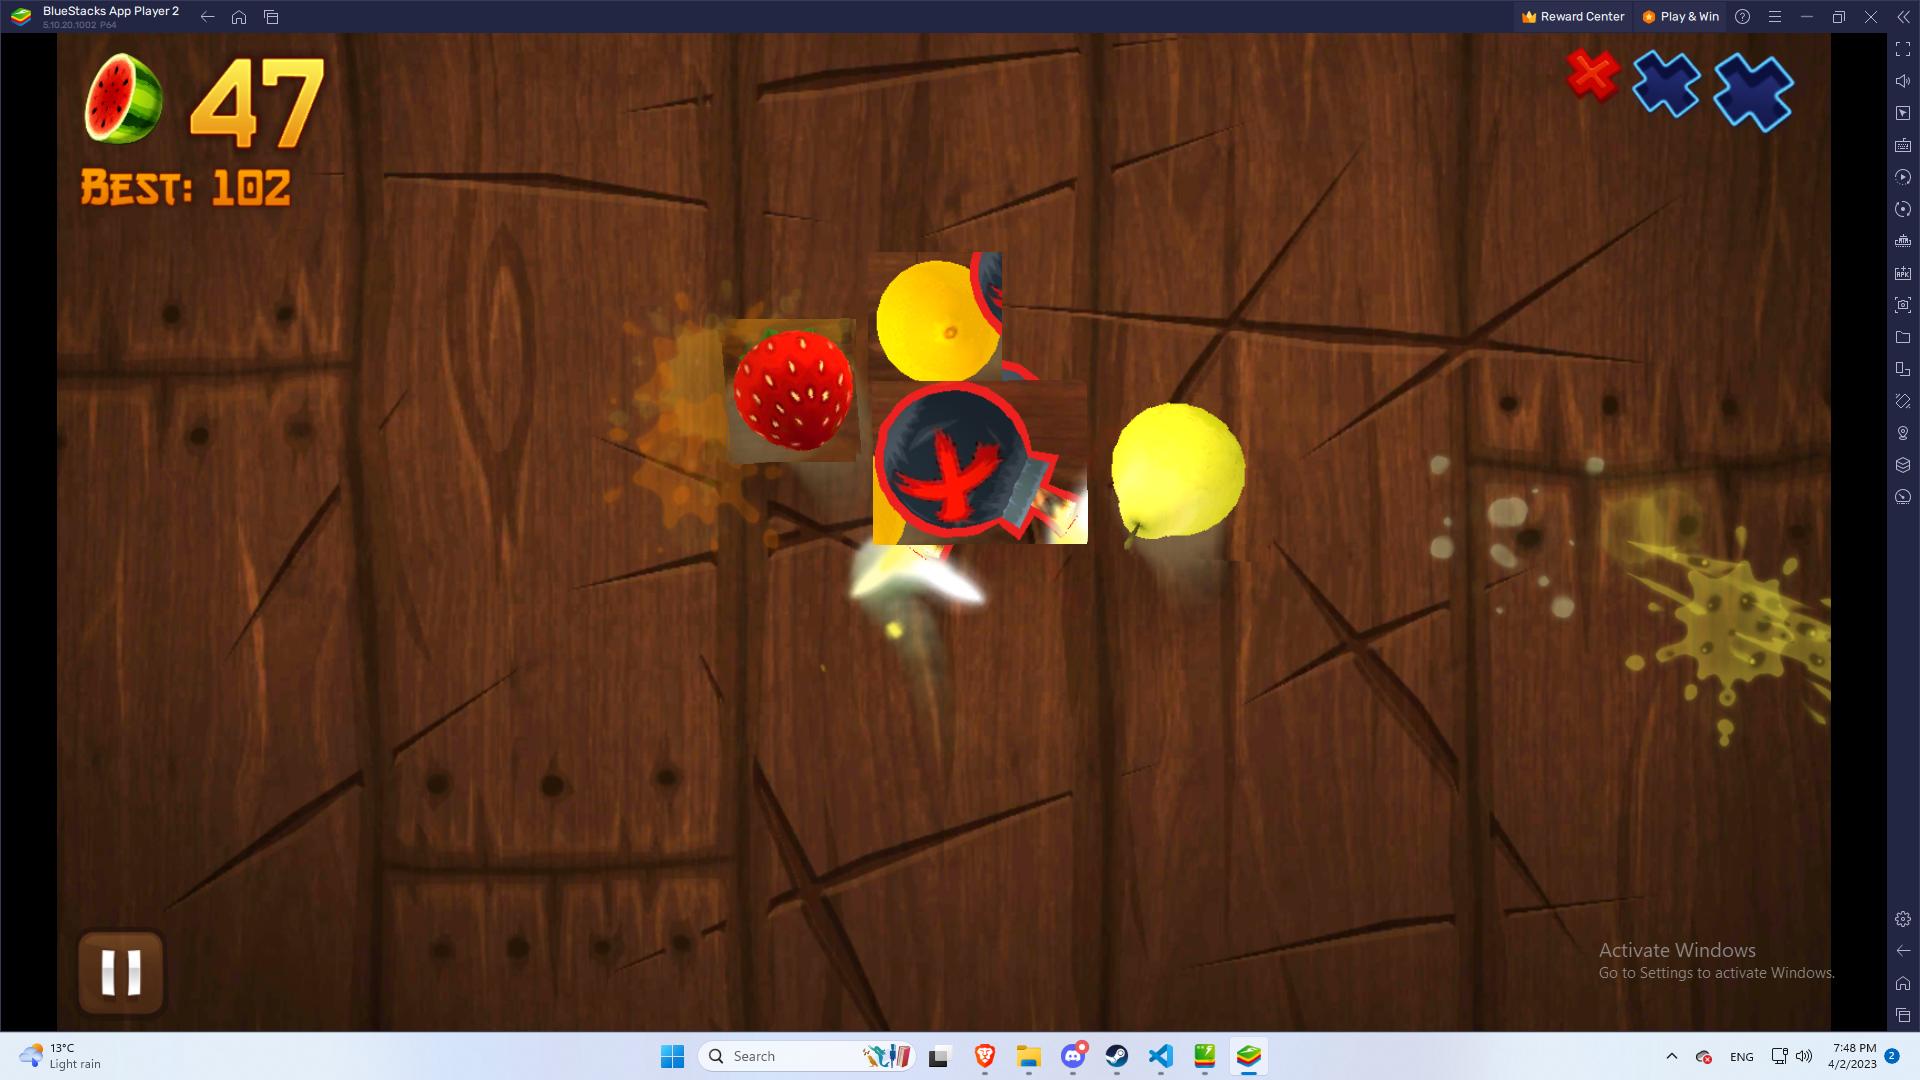 BlueStacks App Player 2
5.10.20.1002 P64
Reward Center
Play & Win
47
BEST: 102
Activate Windows
Go to Settings to activate Windows.
13°C
Light rain
Search
ENG
7:48 PM
4/2/2023
2